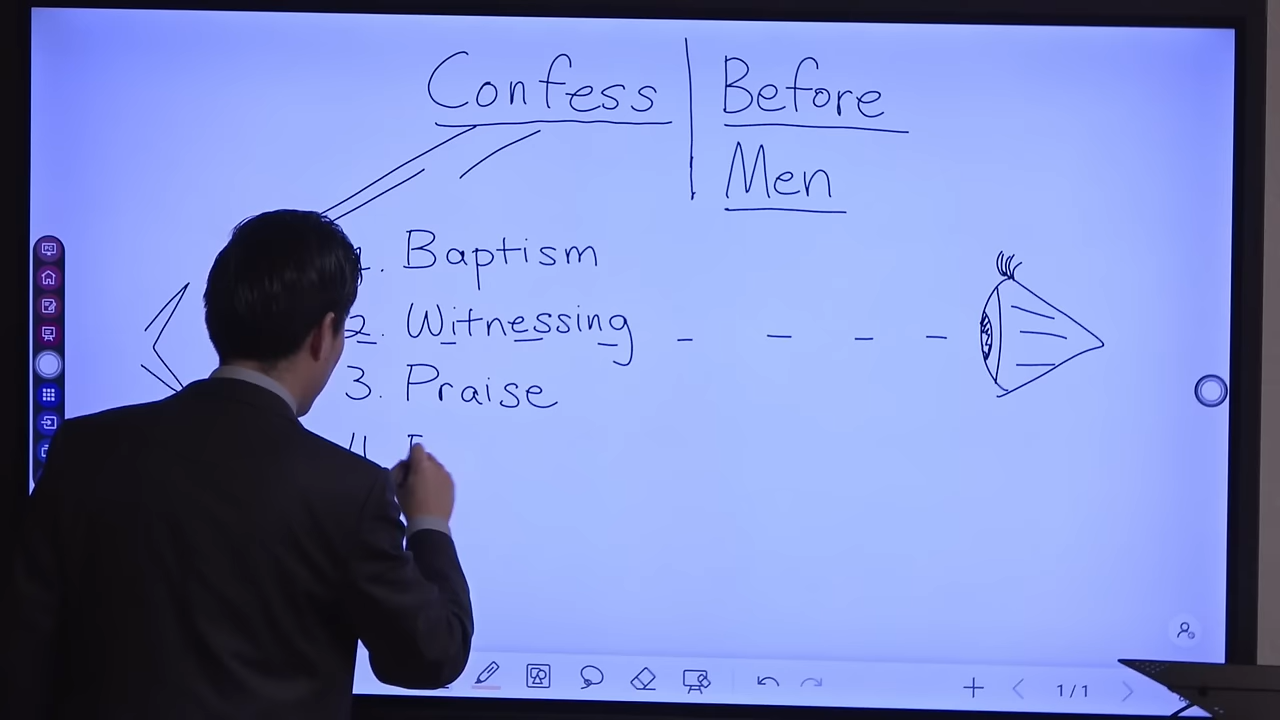 Confess Before
Men
1. Baptism
2. Witnessing
3. Praise
4.
1/1